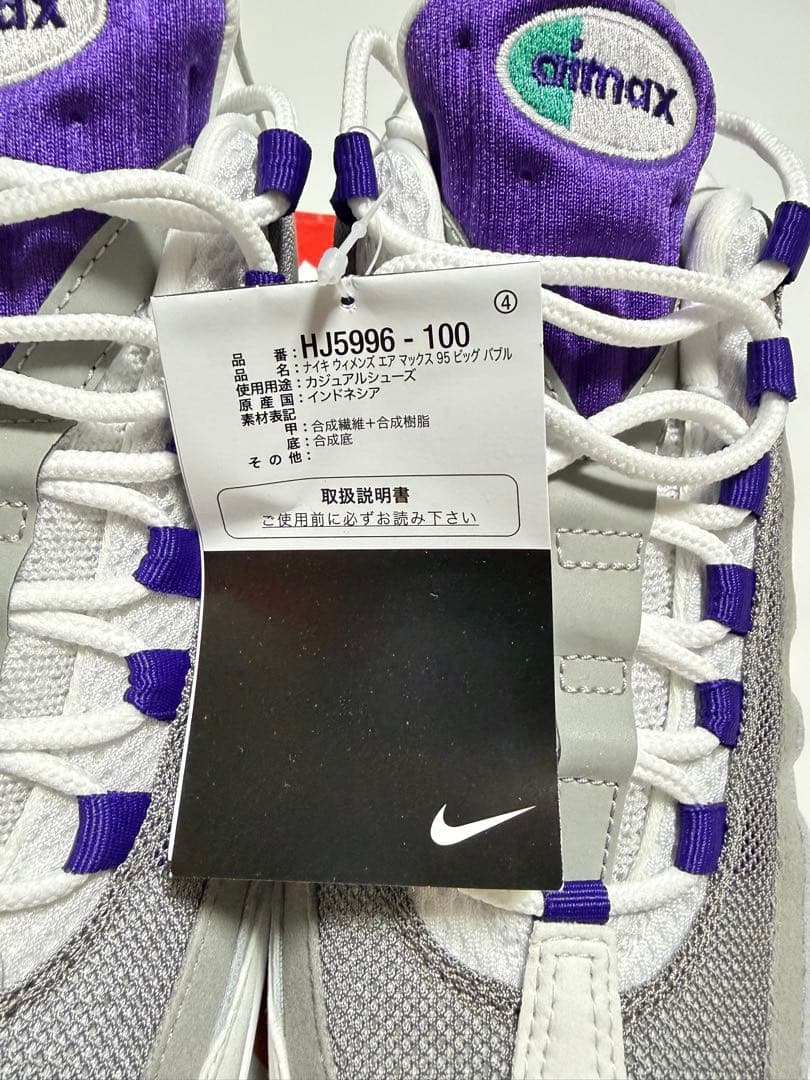 max
aimax
④
品 番：HJ5996 - 100
品 名：ナイキ ウィメンズ エア マックス 95 ビッグ バブル
使用用途：カジュアルシューズ
原 産 国：インドネシア
素材表記
甲：合成繊維＋合成樹脂
底：合成底
そ の 他：
取扱説明書
ご使用前に必ずお読み下さい